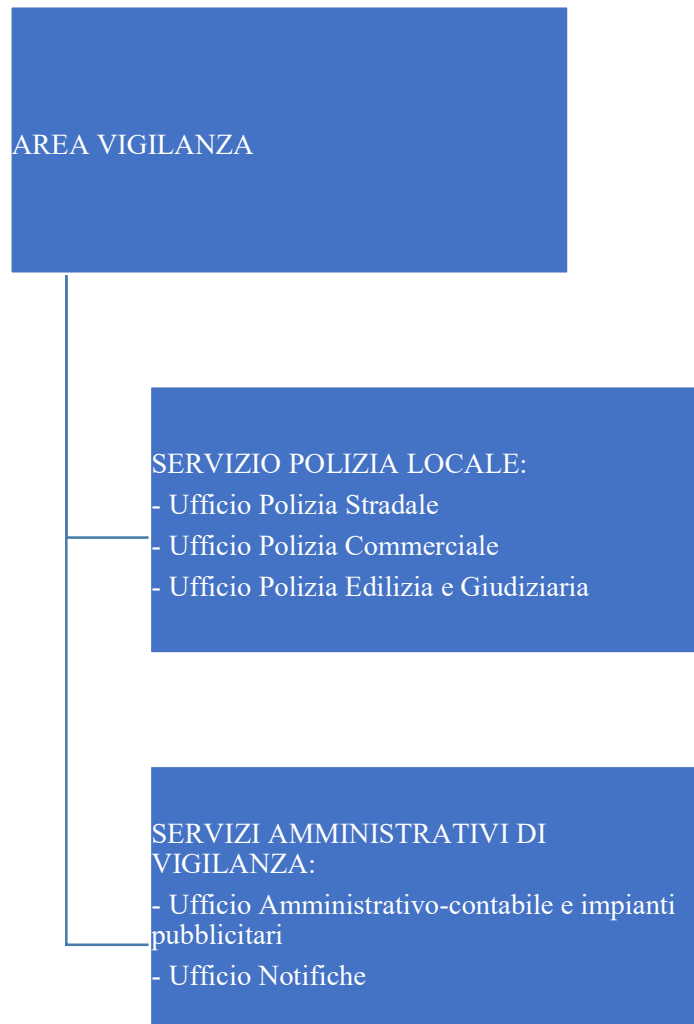 AREA VIGILANZA
SERVIZIO POLIZIA LOCALE:
- Ufficio Polizia Stradale
- Ufficio Polizia Commerciale
- Ufficio Polizia Edilizia e Giudiziaria
SERVIZI AMMINISTRATIVI DI
VIGILANZA:
- Ufficio Amministrativo-contabile e impianti
pubblicitari
- Ufficio Notifiche